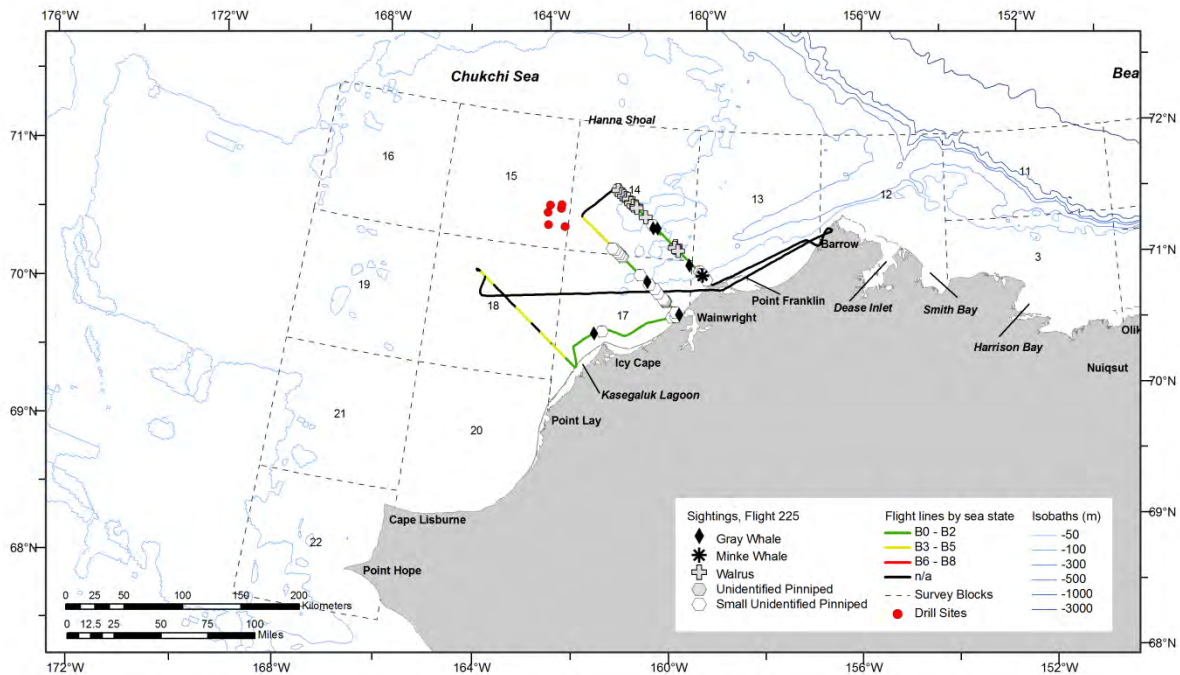 176°W
168°W
164°W
160°W
156°W
152°W
Chukchi Sea
Bea
72°N
71°N
Hanna Shoal
16
15
14
13
11
12
71°N
Barrow
3
70°N
19
18
17
Point Franklin
Wainwright
Dease Inlet
Smith Bay
Harrison Bay
Olik
Icy Cape
Nuiqsut
70°N
Kasegaluk Lagoon
69°N
21
20
Point Lay
Cape Lisburne
69°N
68°N
22
Point Hope
Sightings, Flight 225
Gray Whale
Minke Whale
Walrus
Unidentified Pinniped
Small Unidentified Pinniped
Flight lines by sea state
B0 - B2
B3 - B5
B6 - B8
n/a
Survey Blocks
Drill Sites
Isobaths (m)
-50
-100
-300
-500
-1000
-3000
0 25 50 100 150 200
Kilometers
0 12.5 25 50 75 100
Miles
68°N
172°W
168°W
164°W
160°W
156°W
152°W